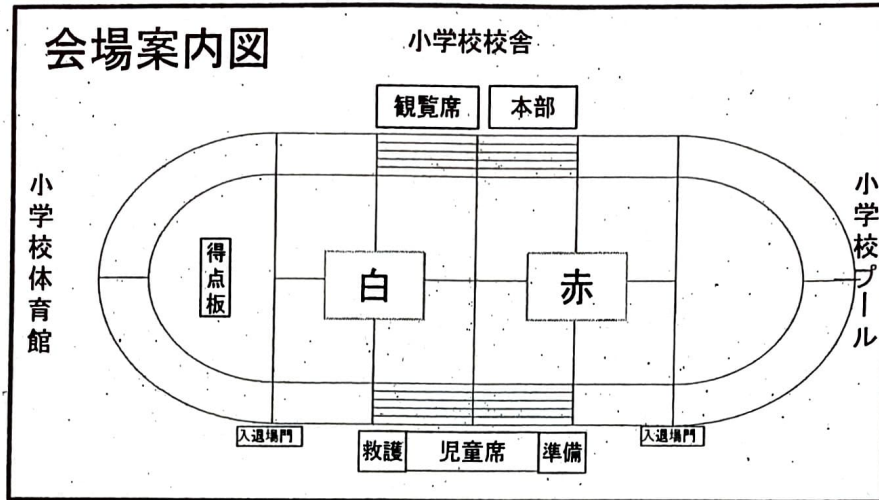 会場案内図
小学校校舎
観覧席
本部
小学校体育館
得点板
白
赤
小学校プール
入退場門
救護
児童席
準備
入退場門